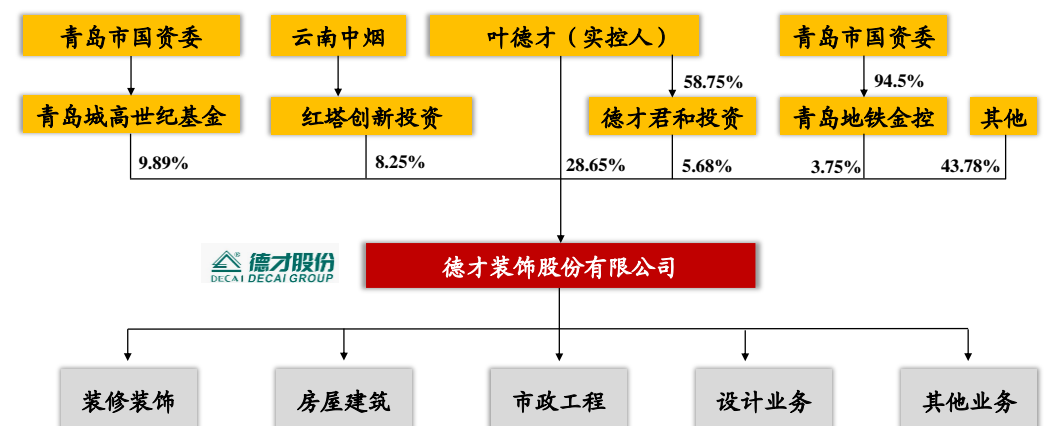 青岛市国资委
云南中烟
叶德才（实控人）
青岛市国资委
58.75%
94.5%
青岛城高世纪基金
红塔创新投资
德才君和投资
青岛地铁金控
其他
9.89%
8.25%
28.65%
5.68%
3.75%
43.78%
德才股份
DECAI DECAI GROUP
德才装饰股份有限公司
装修装饰
房屋建筑
市政工程
设计业务
其他业务